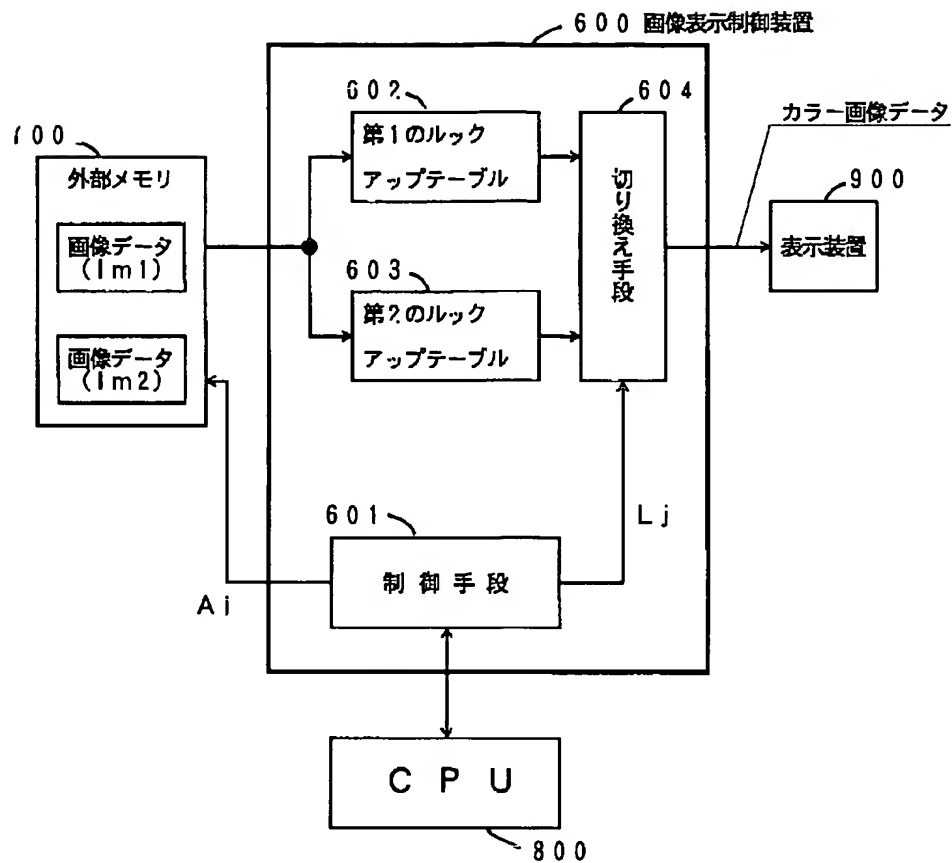 600 画像表示制御装置
602
604
第1のルック
アップテーブル
カラー画像データ
外部メモリ
900
画像データ
(Im1)
切り換え手段
表示装置
603
第2のルック
アップテーブル
画像データ
(Im2)
601
Lj
制御手段
Ai
CPU
800